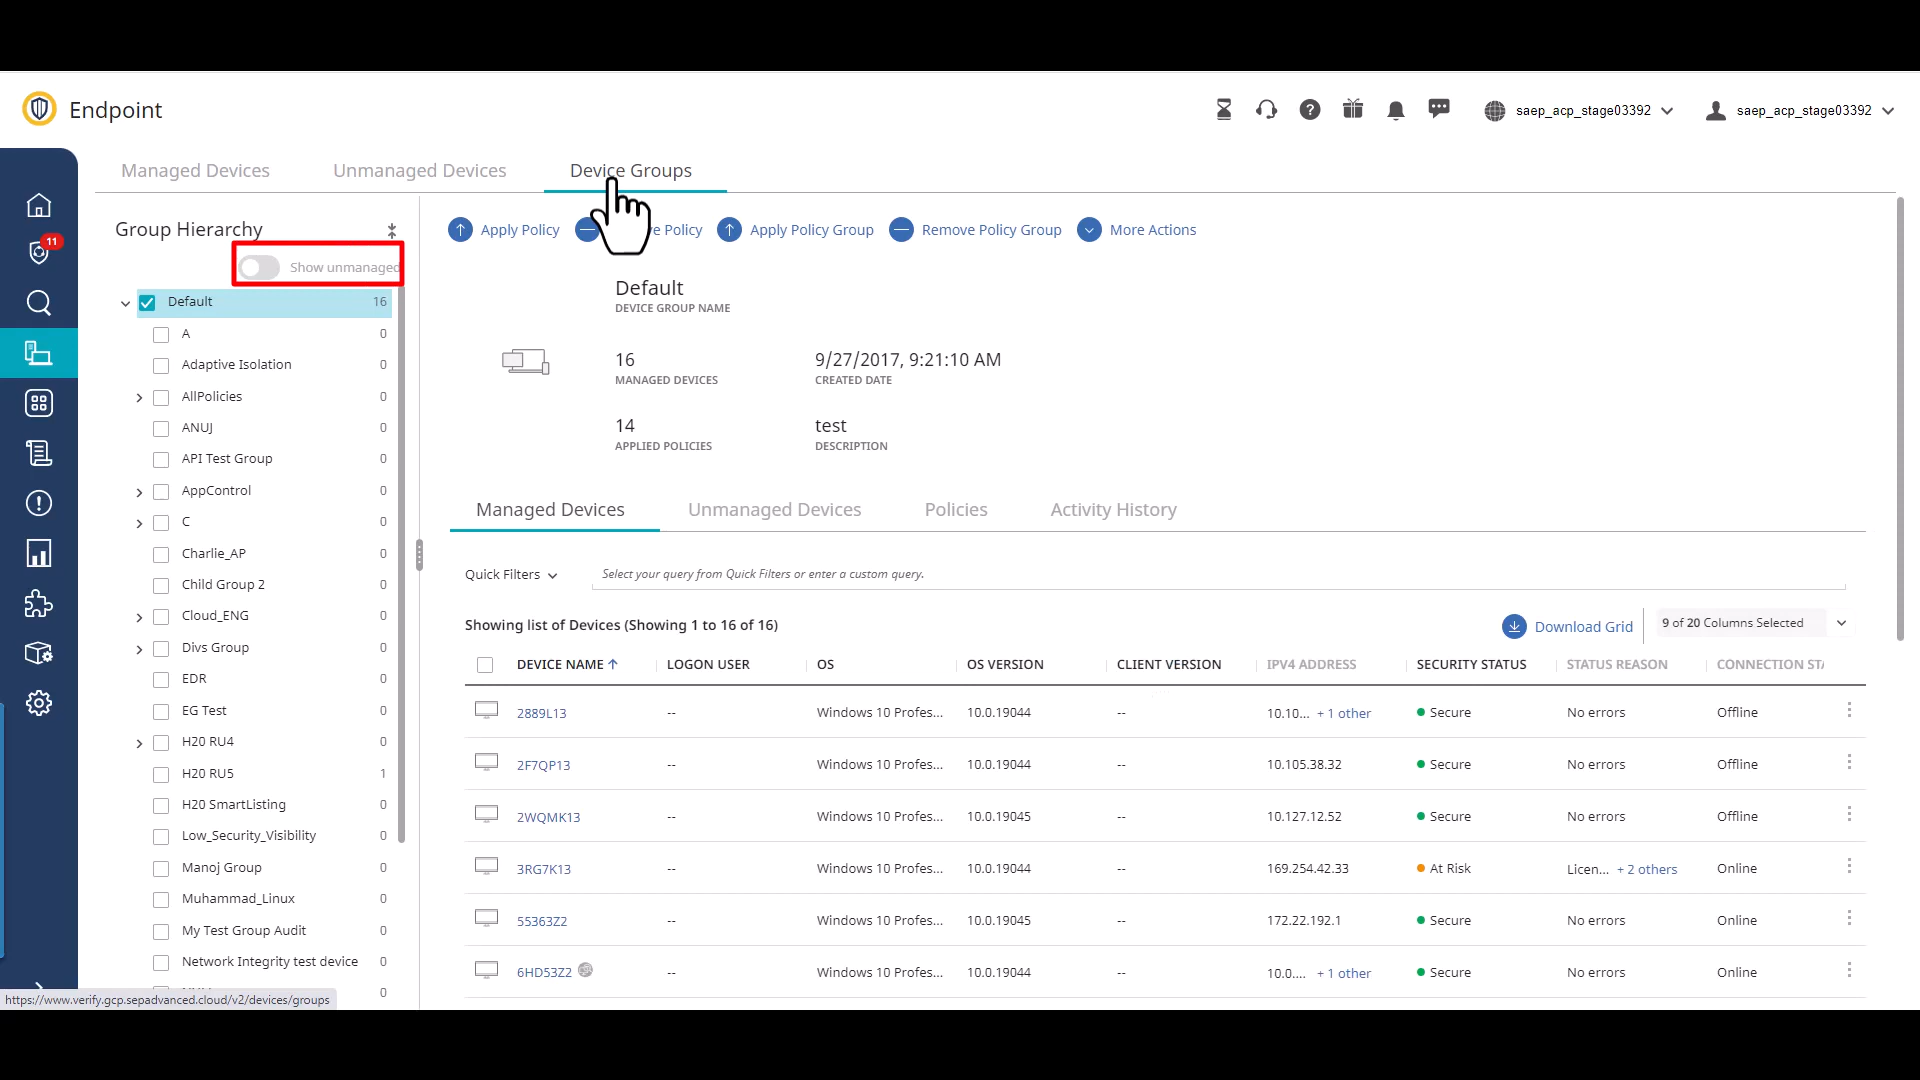 Endpoint
saep_acp_stage03392
saep_acp_stage03392
11
Managed Devices
Unmanaged Devices
Device Groups
Group Hierarchy
Show unmanaged
Default 16
A 0
Adaptive Isolation 0
AllPolicies 0
ANUJ 0
API Test Group 0
AppControl 0
C 0
Charlie_AP 0
Child Group 2 0
Cloud_ENG 0
Divs Group 0
EDR 0
EG Test 0
H20 RU4 0
H20 RU5 1
H20 SmartListing 0
Low_Security_Visibility 0
Manoj Group 0
Muhammad_Linux 0
My Test Group Audit 0
Network Integrity test device 0
0
https://www.verify.gcp.sepadvanced.cloud/v2/devices/groups
Apply Policy
Policy
Apply Policy Group
Remove Policy Group
More Actions
Default
DEVICE GROUP NAME
16
MANAGED DEVICES
9/27/2017, 9:21:10 AM
CREATED DATE
14
APPLIED POLICIES
test
DESCRIPTION
Managed Devices
Unmanaged Devices
Policies
Activity History
Quick Filters
Select your query from Quick Filters or enter a custom query.
Showing list of Devices (Showing 1 to 16 of 16)
Download Grid
9 of 20 Columns Selected
DEVICE NAME LOGON USER OS OS VERSION CLIENT VERSION IPV4 ADDRESS SECURITY STATUS STATUS REASON CONNECTION STA
2889L13 -- Windows 10 Profes... 10.0.19044 -- 10.10... + 1 other Secure No errors Offline
2F7QP13 -- Windows 10 Profes... 10.0.19044 -- 10.105.38.32 Secure No errors Offline
2WQMK13 -- Windows 10 Profes... 10.0.19045 -- 10.127.12.52 Secure No errors Offline
3RG7K13 -- Windows 10 Profes... 10.0.19044 -- 169.254.42.33 At Risk Licen... + 2 others Online
55363Z2 -- Windows 10 Profes... 10.0.19045 -- 172.22.192.1 Secure No errors Online
6HD53Z2 -- Windows 10 Profes... 10.0.19044 -- 10.0.... + 1 other Secure No errors Online